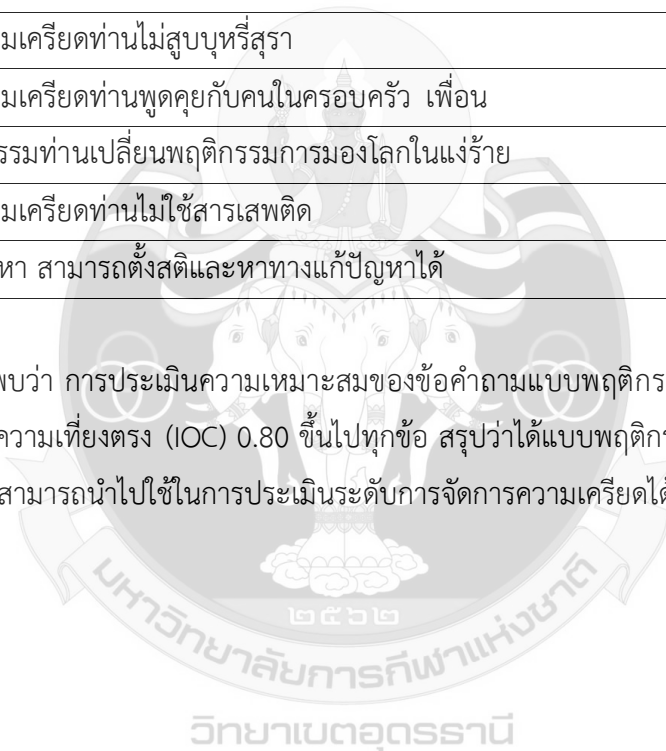 มเครียดท่านไม่สูบบุหรี่สุรา
มเครียดท่านพูดคุยกับคนในครอบครัว เพื่อน
รรมท่านเปลี่ยนพฤติกรรมการมองโลกในแง่ร้าย
มเครียดท่านไม่ใช้สารเสพติด
หา สามารถตั้งสติและหาทางแก้ปัญหาได้
พบว่า การประเมินความเหมาะสมของข้อคำถามแบบพฤติกร
ความเที่ยงตรง (IOC) 0.80 ขึ้นไปทุกข้อ สรุปว่าได้แบบพฤติกร
สามารถนำไปใช้ในการประเมินระดับการจัดการความเครียดได้
๒๕๖๒
มหาวิทยาลัยการกีฬาแห่งชาติ
วิทยาเขตอุดรธานี